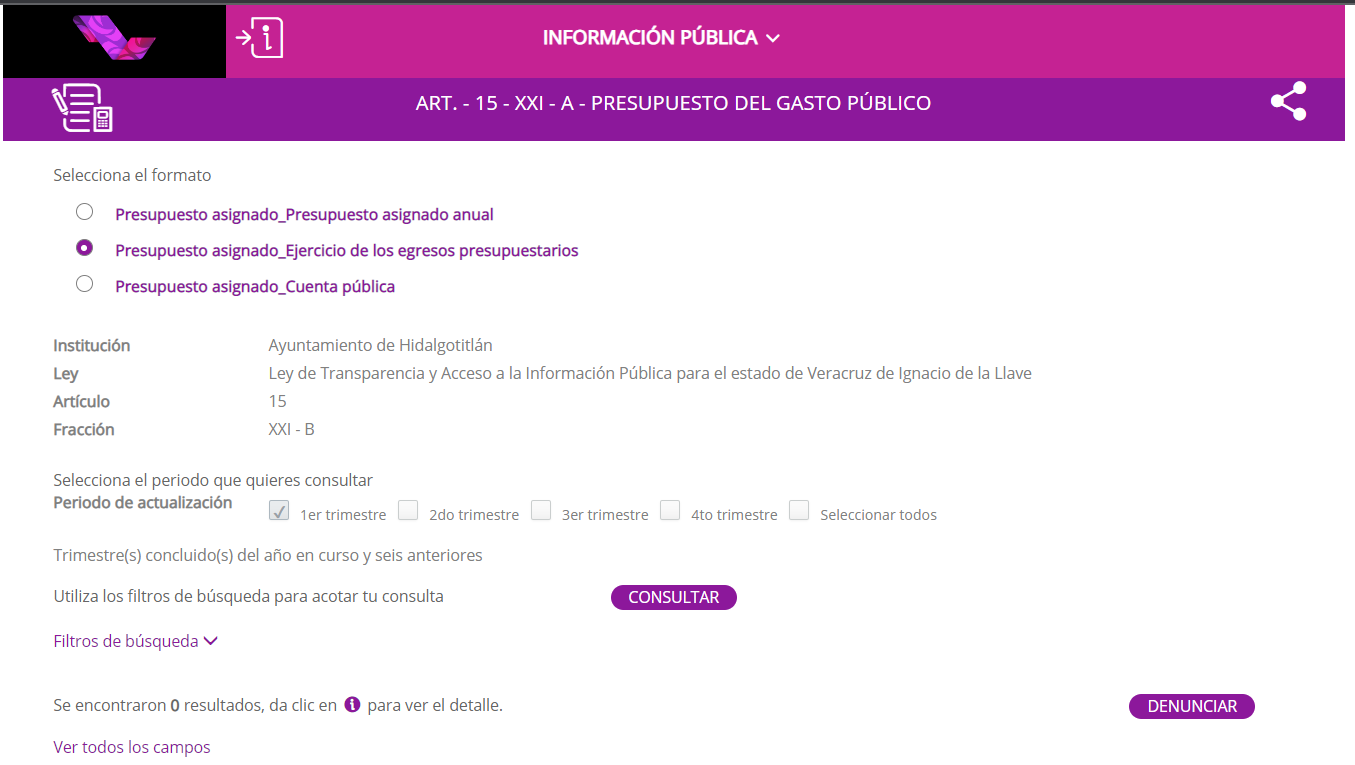 INFORMACIÓN PÚBLICA
ART. - 15 - XXI - A - PRESUPUESTO DEL GASTO PÚBLICO
Selecciona el formato
Presupuesto asignado_Presupuesto asignado anual
Presupuesto asignado_Ejercicio de los egresos presupuestarios
Presupuesto asignado_Cuenta pública
Institución Ayuntamiento de Hidalgotitlán
Ley Ley de Transparencia y Acceso a la Información Pública para el estado de Veracruz de Ignacio de la Llave
Artículo 15
Fracción XXI - B
Selecciona el periodo que quieres consultar
Periodo de actualización 1er trimestre 2do trimestre 3er trimestre 4to trimestre Seleccionar todos
Trimestre(s) concluido(s) del año en curso y seis anteriores
Utiliza los filtros de búsqueda para acotar tu consulta CONSULTAR
Filtros de búsqueda
Se encontraron 0 resultados, da clic en i para ver el detalle. DENUNCIAR
Ver todos los campos